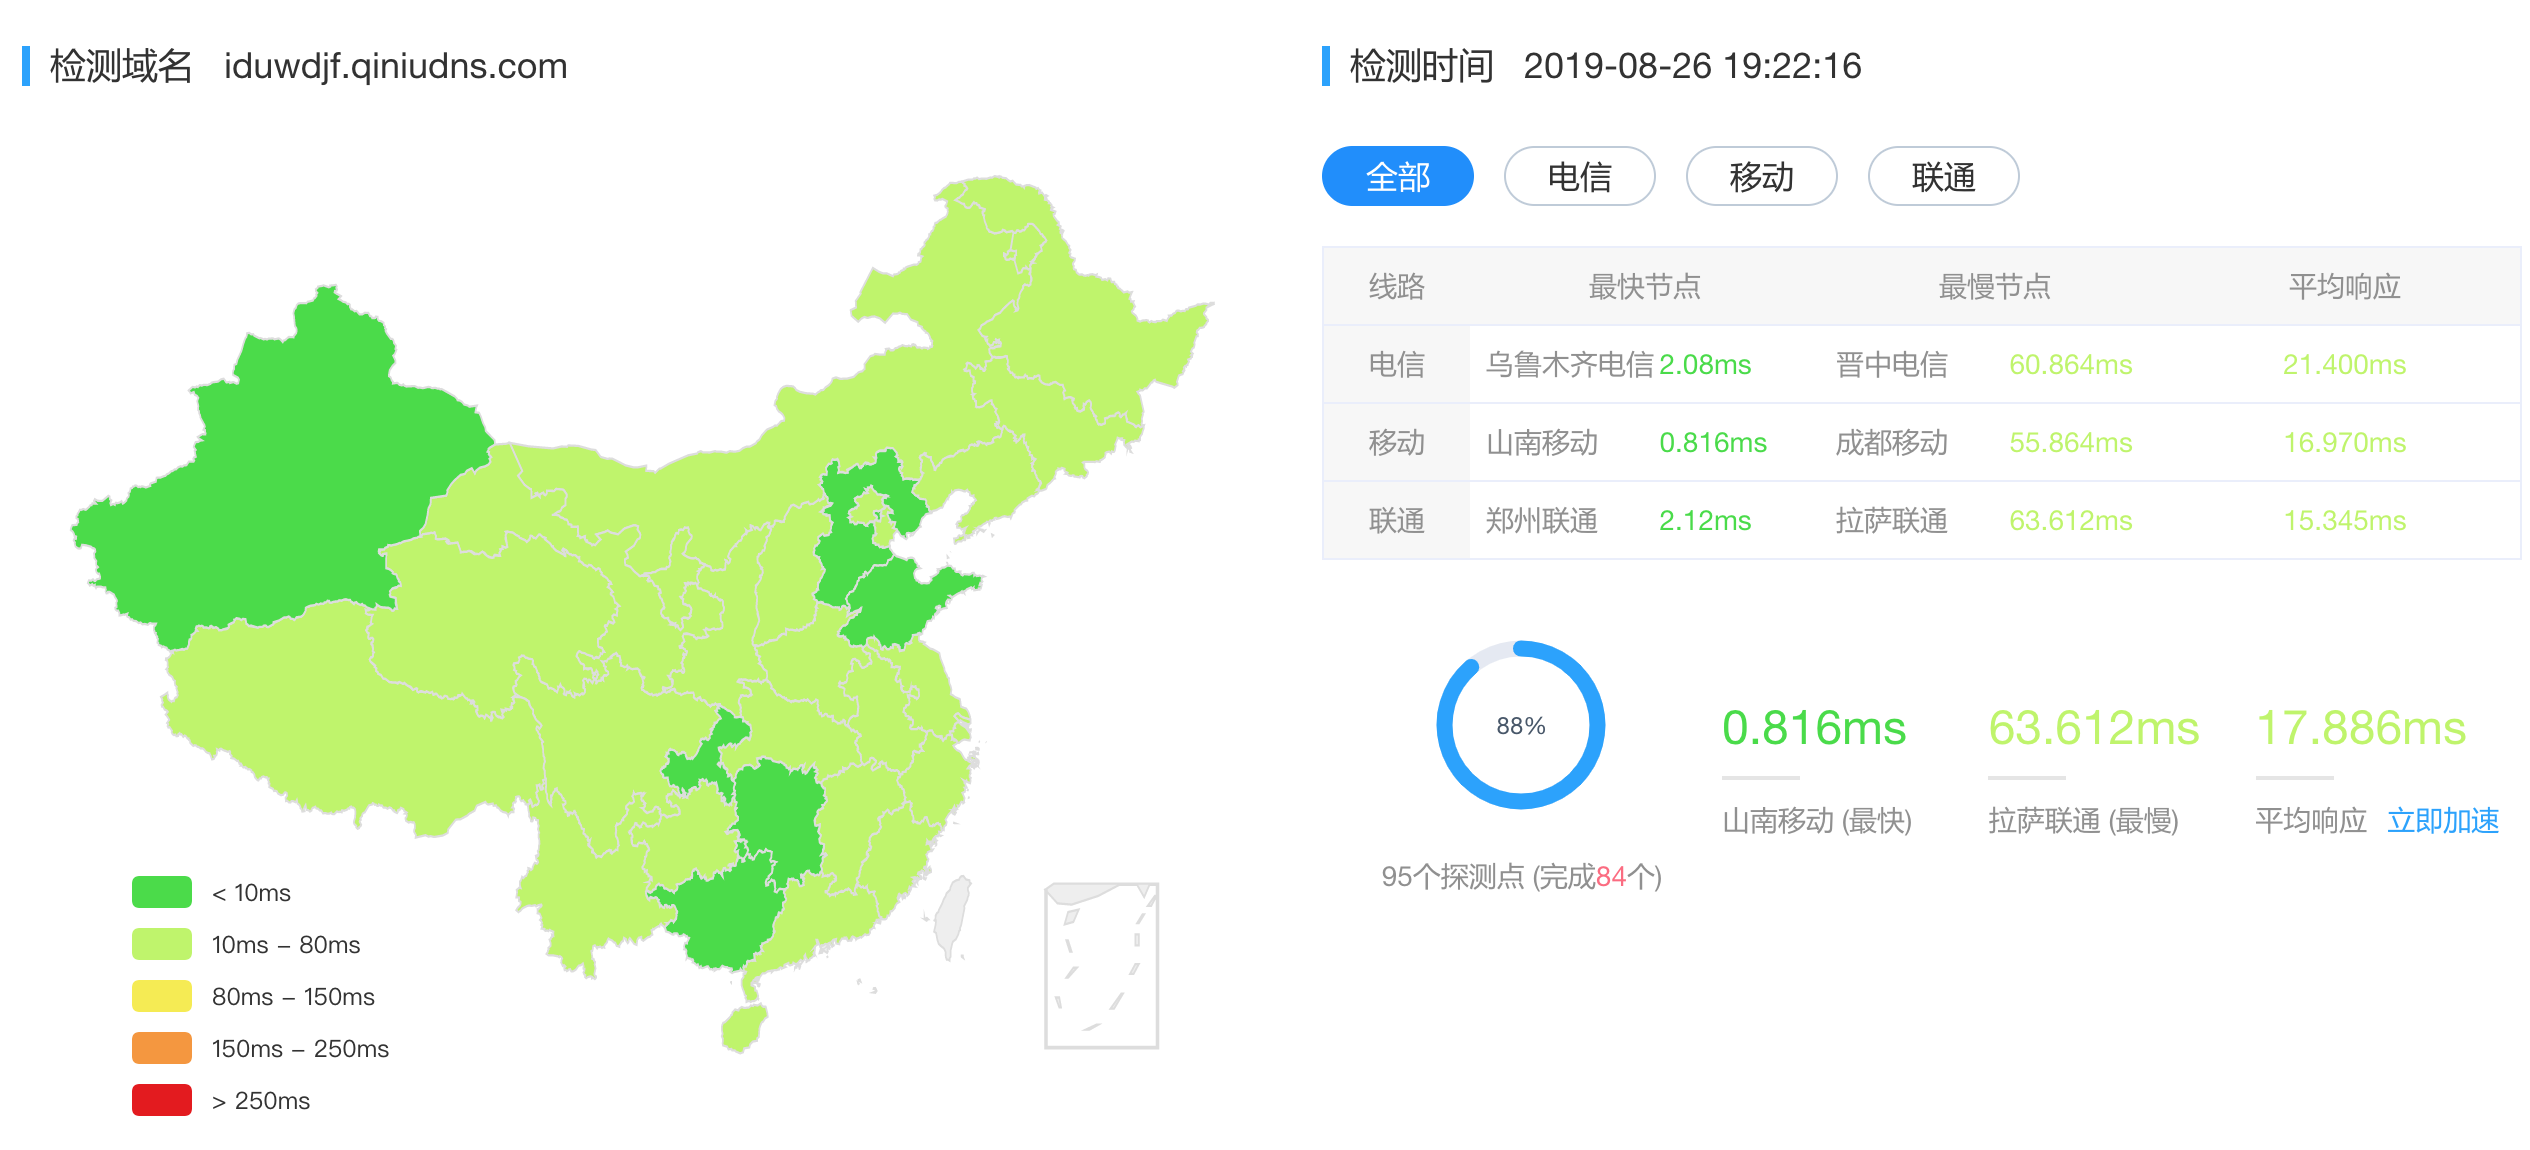 检测域名 iduwdjf.qiniudns.com
检测时间 2019-08-26 19:22:16
全部 电信 移动 联通
线路 最快节点 最慢节点 平均响应
电信 乌鲁木齐电信 2.08ms 晋中电信 60.864ms 21.400ms
移动 山南移动 0.816ms 成都移动 55.864ms 16.970ms
联通 郑州联通 2.12ms 拉萨联通 63.612ms 15.345ms
88%
95个探测点 (完成84个)
0.816ms 63.612ms 17.886ms
山南移动 (最快) 拉萨联通 (最慢) 平均响应 立即加速
< 10ms
10ms – 80ms
80ms – 150ms
150ms – 250ms
> 250ms